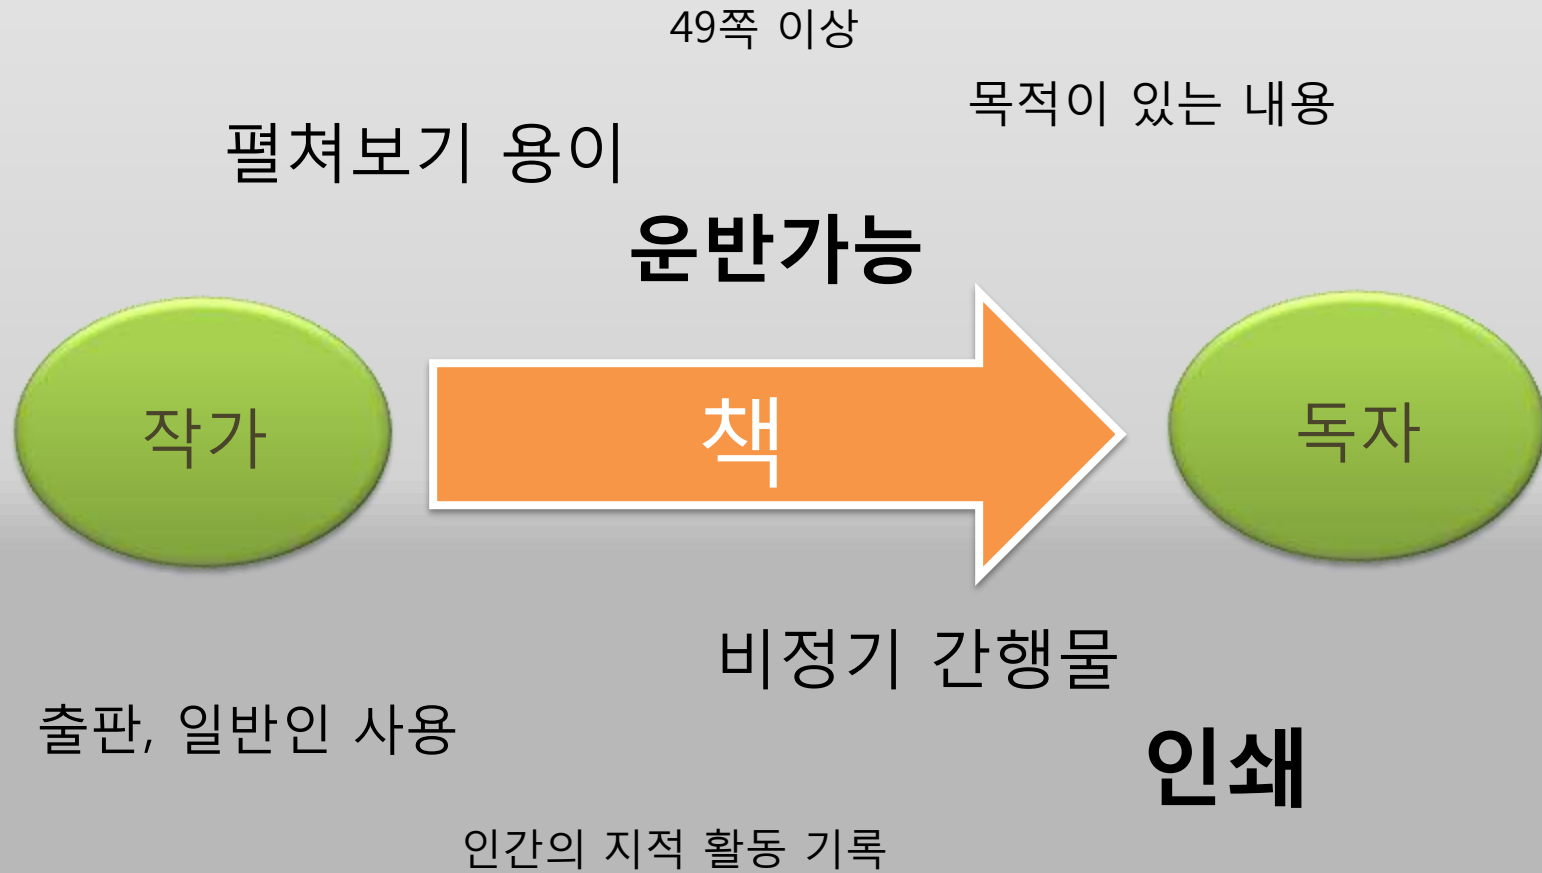 49쪽 이상
목적이 있는 내용
펼쳐보기 용이
운반가능
작가
책
독자
비정기 간행물
출판, 일반인 사용
인쇄
인간의 지적 활동 기록